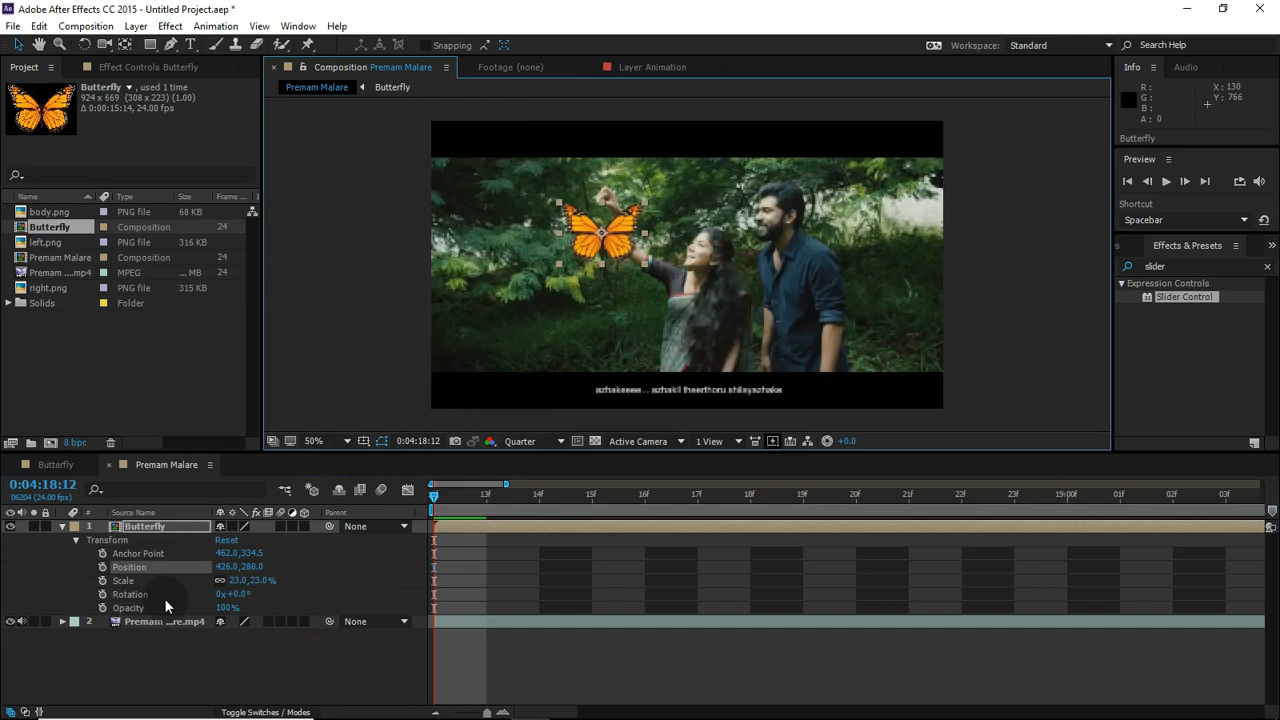 Adobe After Effects CC 2015 - Untitled Project.aep *
File Edit Composition Layer Effect Animation View Window Help
Snapping
Workspace: Standard
Search Help
Project
Effect Controls Butterfly
Composition Premam Malare
Footage (none)
Layer Animation
Info
Audio
Butterfly , used 1 time
924 x 669 (308 x 223) (1.00)
Δ 0:00:15:14, 24.00 fps
Premam Malare
Butterfly
R :
G :
B :
A : 0
X : 130
Y : 766
Butterfly
Preview
Shortcut
Spacebar
Effects & Presets
slider
Expression Controls
Slider Control
Name Type Size Frame ...
body.png PNG file 68 KB
Butterfly Composition 24
left.png PNG file 316 KB
Premam Malare Composition 24
Premam ....mp4 MPEG ... MB 24
right.png PNG file 315 KB
Solids Folder
azhakeeee... azhakil theerthoru shilayazhake
8 bpc
50%
0:04:18:12
Quarter
Active Camera
1 View
+0.0
Butterfly
Premam Malare
0:04:18:12
06204 (24.00 fps)
13f 14f 15f 16f 17f 18f 19f 20f 21f 22f 23f 19:00f 01f 02f 03f
# Source Name
Parent
1 Butterfly None
Transform Reset
Anchor Point 462.0,334.5
Position 426.0,280.0
Scale 23.0,23.0%
Rotation 0x+0.0°
Opacity 100%
2 Premam ...re.mp4 None
Toggle Switches / Modes